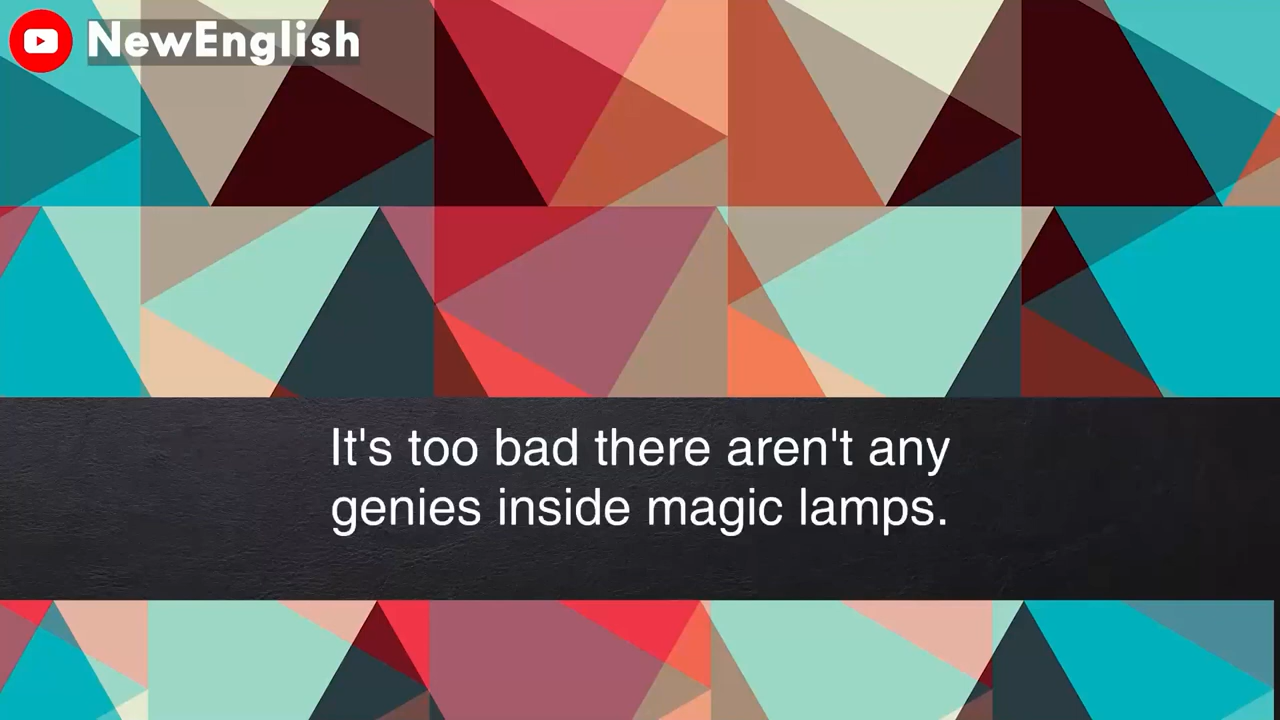 NewEnglish
It's too bad there aren't any
genies inside magic lamps.